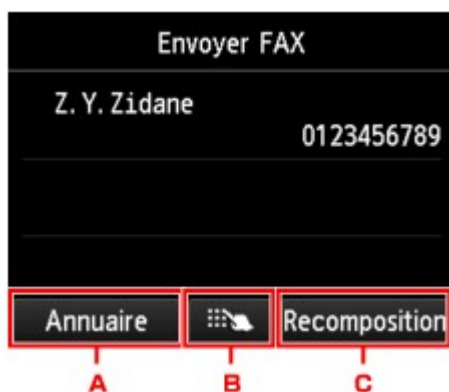 Envoyer FAX
Z. Y. Zidane
0123456789
Annuaire Recomposition
A B C